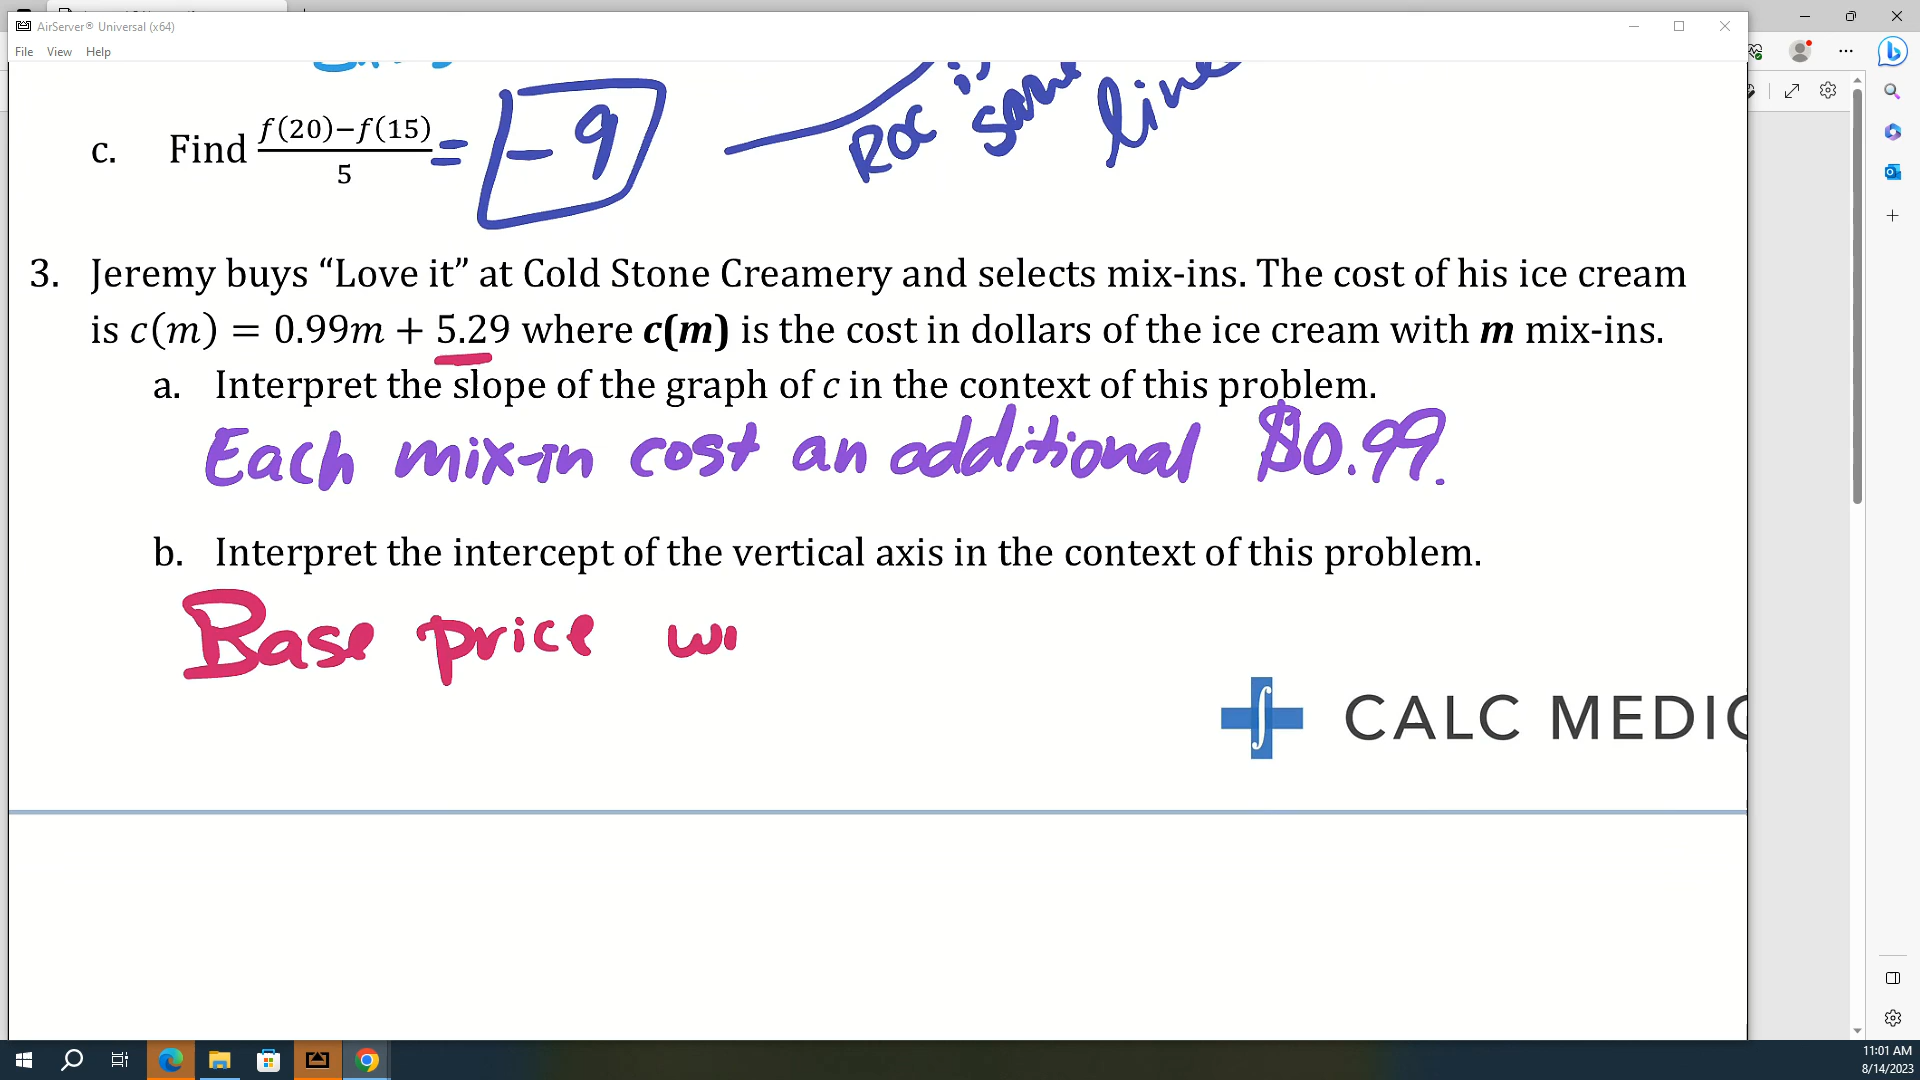 AirServer® Universal (x64)
File View Help
ROC is same line
c. Find f(20)−f(15)/5 = -9
3. Jeremy buys “Love it” at Cold Stone Creamery and selects mix-ins. The cost of his ice cream
is c(m) = 0.99m + 5.29 where c(m) is the cost in dollars of the ice cream with m mix-ins.
a. Interpret the slope of the graph of c in the context of this problem.
Each mix-in cost an additional $0.99.
b. Interpret the intercept of the vertical axis in the context of this problem.
Base price
CALC MEDIC
11:01 AM
8/14/2023